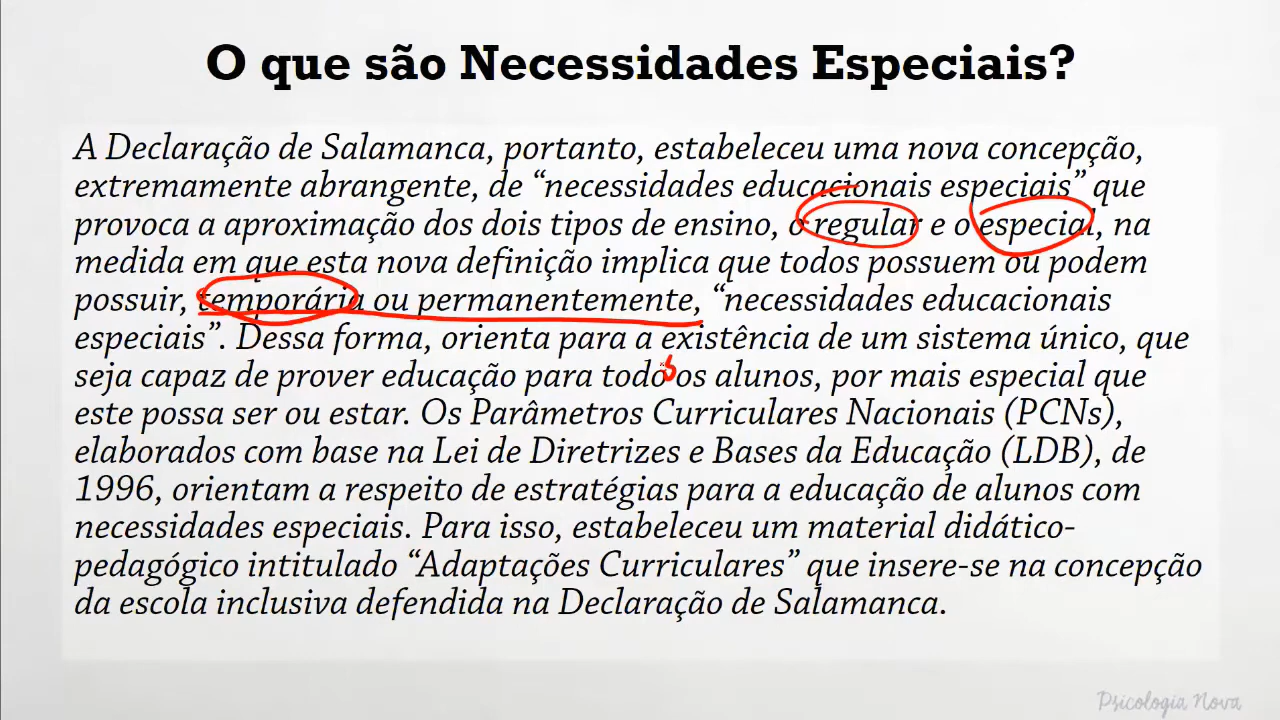 O que são Necessidades Especiais?
A Declaração de Salamanca, portanto, estabeleceu uma nova concepção,
extremamente abrangente, de “necessidades educacionais especiais” que
provoca a aproximação dos dois tipos de ensino, o regular e o especial, na
medida em que esta nova definição implica que todos possuem ou podem
possuir, temporária ou permanentemente, “necessidades educacionais
especiais”. Dessa forma, orienta para a existência de um sistema único, que
seja capaz de prover educação para todos os alunos, por mais especial que
este possa ser ou estar. Os Parâmetros Curriculares Nacionais (PCNs),
elaborados com base na Lei de Diretrizes e Bases da Educação (LDB), de
1996, orientam a respeito de estratégias para a educação de alunos com
necessidades especiais. Para isso, estabeleceu um material didático-
pedagógico intitulado “Adaptações Curriculares” que insere-se na concepção
da escola inclusiva defendida na Declaração de Salamanca.
Psicologia Nova